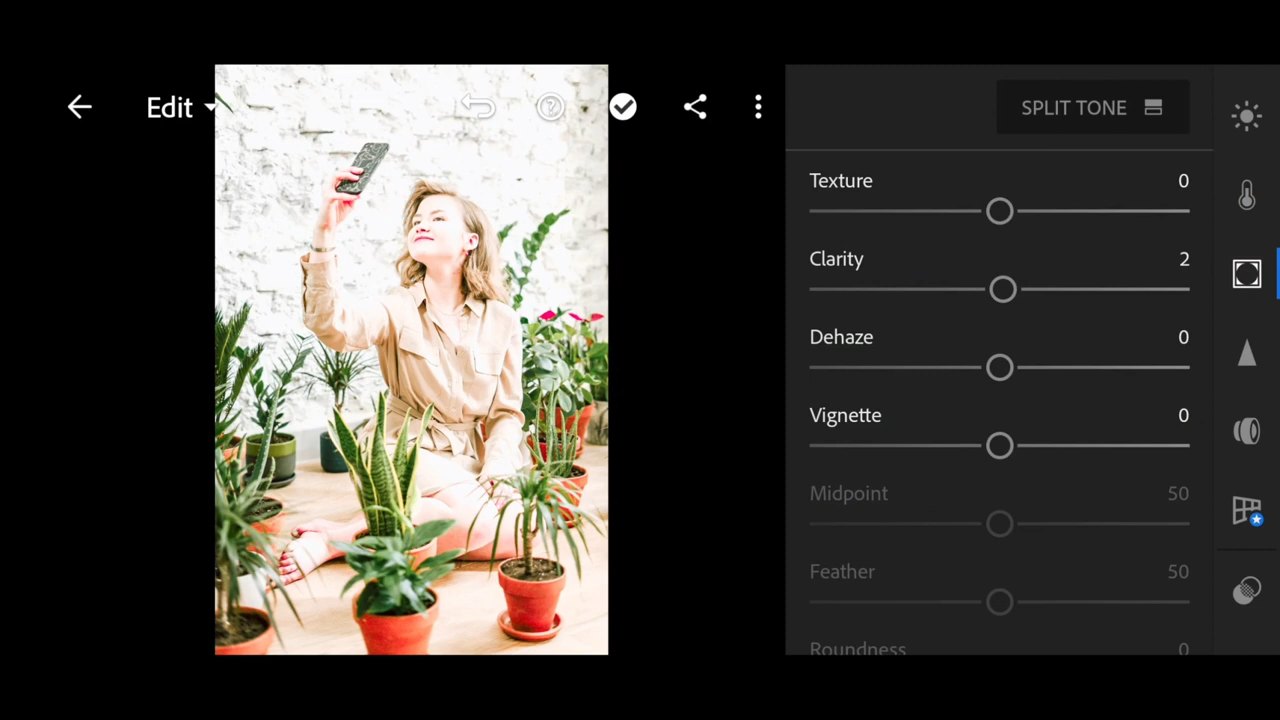 Edit
SPLIT TONE
Texture 0
Clarity 2
Dehaze 0
Vignette 0
Midpoint 50
Feather 50
Roundness 0